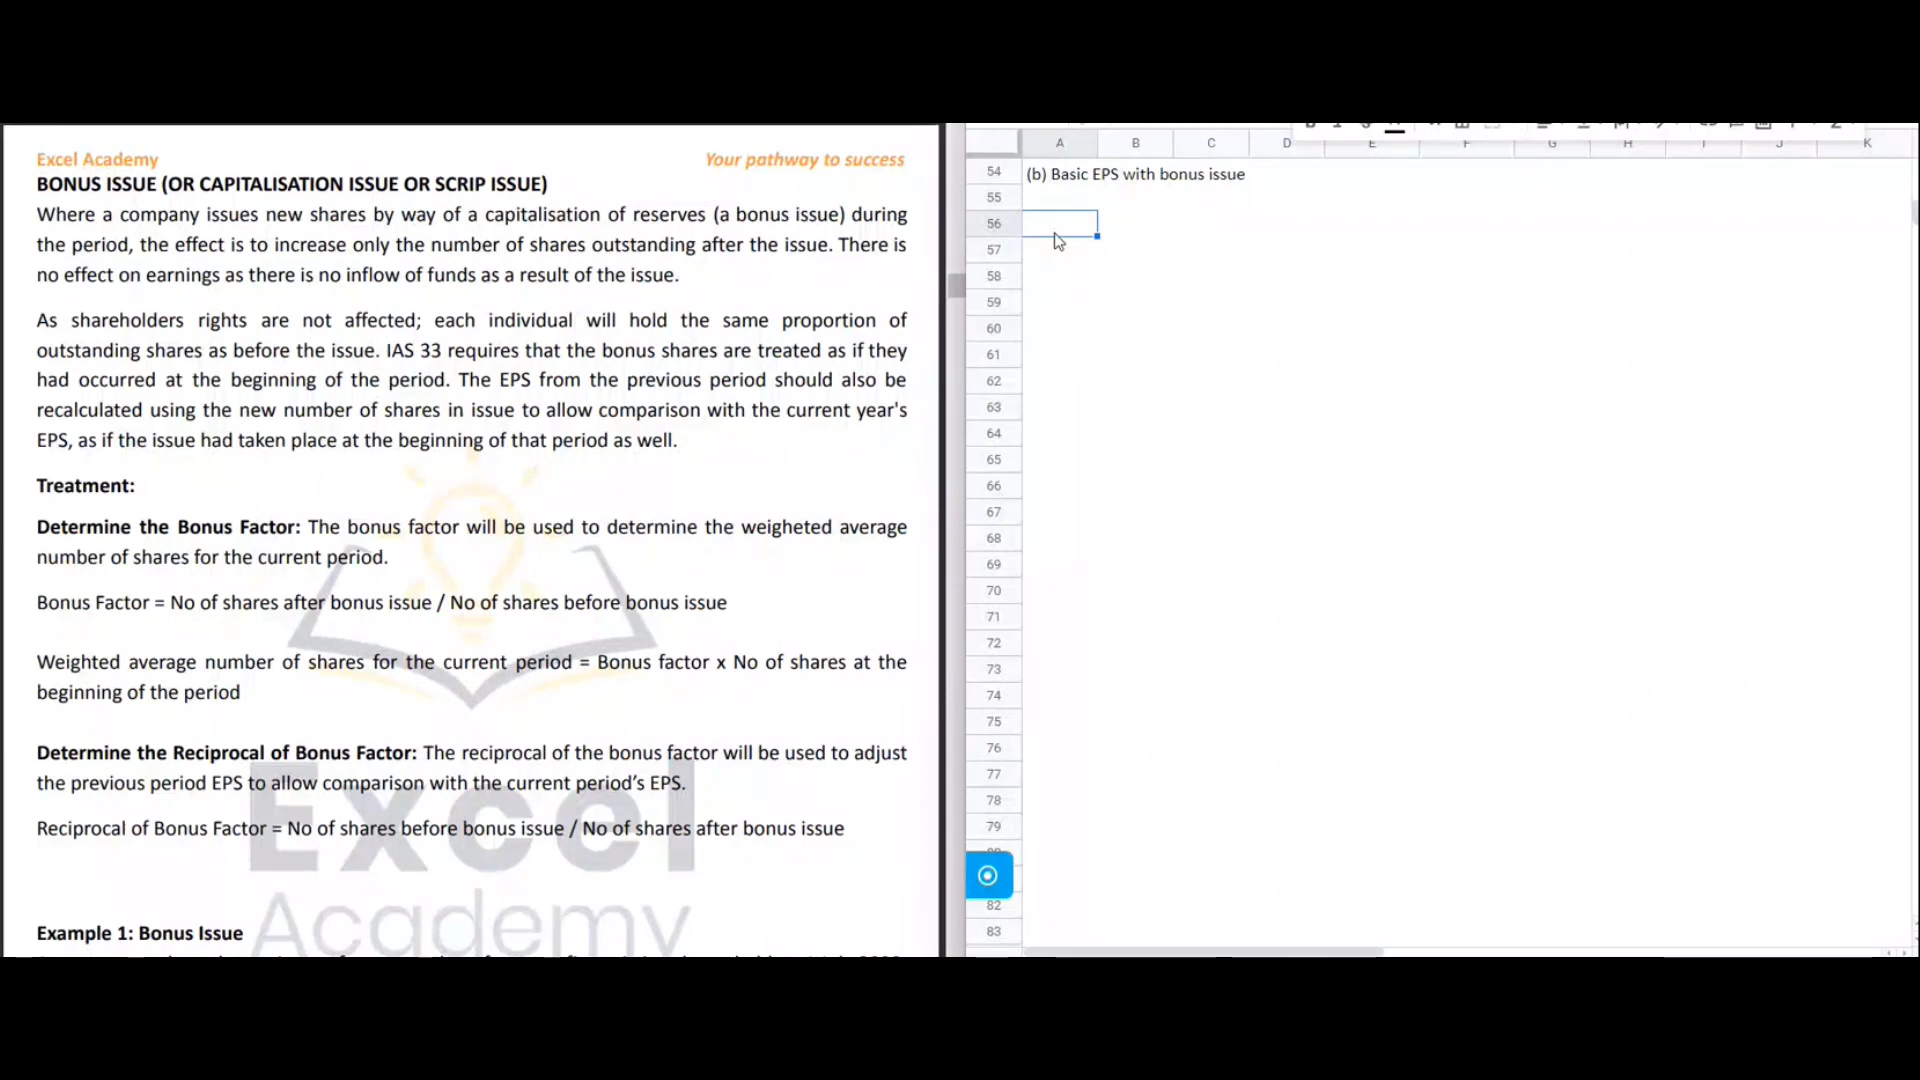 Excel Academy
Your pathway to success
BONUS ISSUE (OR CAPITALISATION ISSUE OR SCRIP ISSUE)
Where a company issues new shares by way of a capitalisation of reserves (a bonus issue) during
the period, the effect is to increase only the number of shares outstanding after the issue. There is
no effect on earnings as there is no inflow of funds as a result of the issue.
As shareholders rights are not affected; each individual will hold the same proportion of
outstanding shares as before the issue. IAS 33 requires that the bonus shares are treated as if they
had occurred at the beginning of the period. The EPS from the previous period should also be
recalculated using the new number of shares in issue to allow comparison with the current year's
EPS, as if the issue had taken place at the beginning of that period as well.
Treatment:
Determine the Bonus Factor: The bonus factor will be used to determine the weigheted average
number of shares for the current period.
Bonus Factor = No of shares after bonus issue / No of shares before bonus issue
Weighted average number of shares for the current period = Bonus factor x No of shares at the
beginning of the period
Determine the Reciprocal of Bonus Factor: The reciprocal of the bonus factor will be used to adjust
the previous period EPS to allow comparison with the current period’s EPS.
Reciprocal of Bonus Factor = No of shares before bonus issue / No of shares after bonus issue
Example 1: Bonus Issue
Excel
Academy
A B C D E F G H I J K
54 (b) Basic EPS with bonus issue
55
56
57
58
59
60
61
62
63
64
65
66
67
68
69
70
71
72
73
74
75
76
77
78
79
82
83